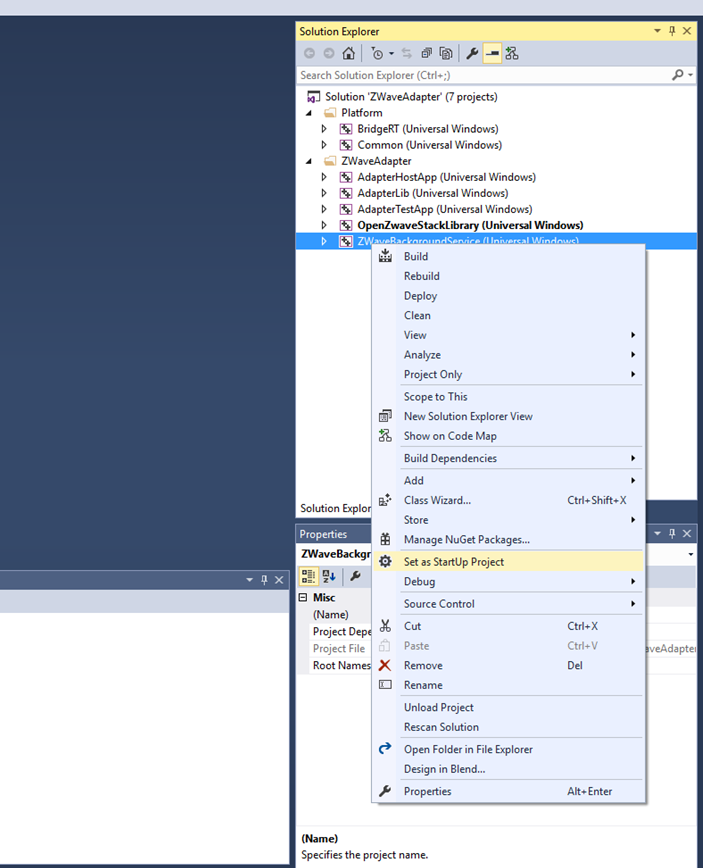 Solution Explorer
Search Solution Explorer (Ctrl+;)
Solution 'ZWaveAdapter' (7 projects)
Platform
BridgeRT (Universal Windows)
Common (Universal Windows)
ZWaveAdapter
AdapterHostApp (Universal Windows)
AdapterLib (Universal Windows)
AdapterTestApp (Universal Windows)
OpenZwaveStackLibrary (Universal Windows)
ZWaveBackgroundService (Universal Windows)
Build
Rebuild
Deploy
Clean
View
Analyze
Project Only
Scope to This
New Solution Explorer View
Show on Code Map
Build Dependencies
Add
Class Wizard... Ctrl+Shift+X
Store
Manage NuGet Packages...
Set as StartUp Project
Debug
Source Control
Cut Ctrl+X
Paste Ctrl+V
Remove Del
Rename
Unload Project
Rescan Solution
Open Folder in File Explorer
Design in Blend...
Properties Alt+Enter
Solution Explor
Properties
ZWaveBackgr
Misc
(Name)
Project Depe
Project File aveAdapter
Root Names
(Name)
Specifies the project name.